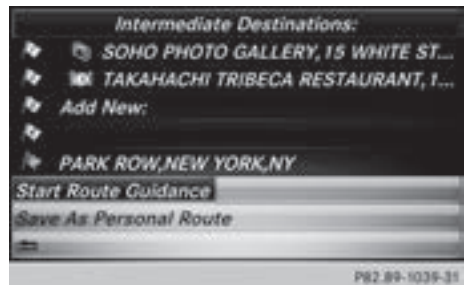 Intermediate Destinations:
SOHO PHOTO GALLERY,15 WHITE ST...
TAKAHACHI TRIBECA RESTAURANT,1...
Add New:
PARK ROW,NEW YORK,NY
Start Route Guidance
Save As Personal Route
P82.89-1039-31